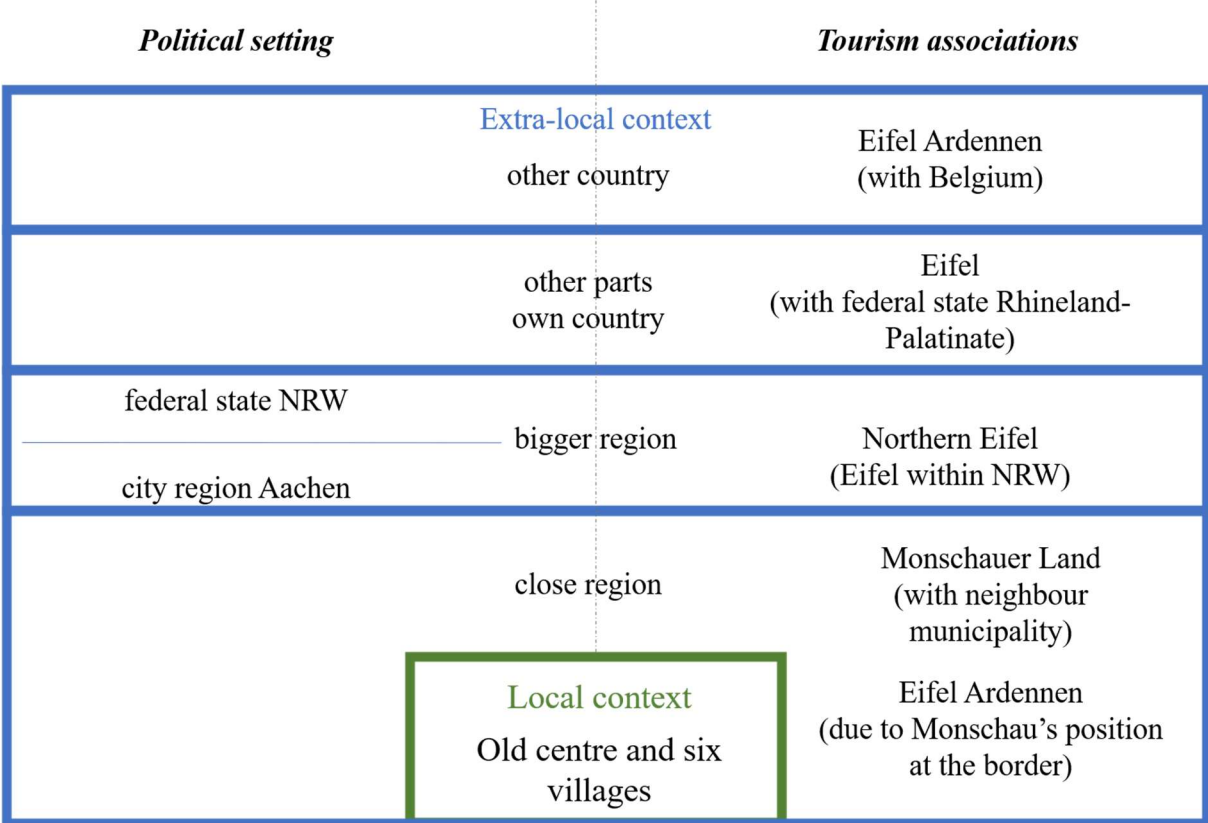 Political setting
Tourism associations
Extra-local context
other country
Eifel Ardennen
(with Belgium)
other parts
own country
Eifel
(with federal state Rhineland-
Palatinate)
federal state NRW
city region Aachen
bigger region
Northern Eifel
(Eifel within NRW)
close region
Monschauer Land
(with neighbour
municipality)
Local context
Old centre and six
villages
Eifel Ardennen
(due to Monschau’s position
at the border)